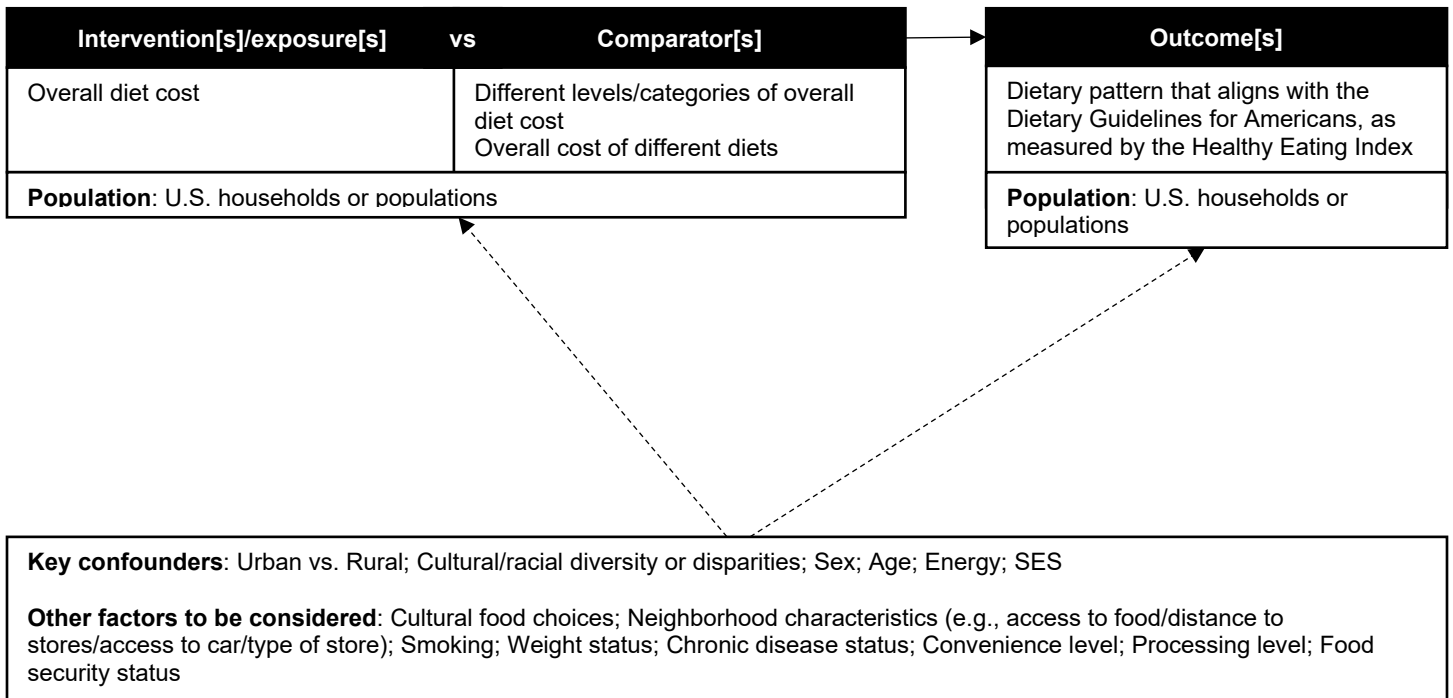 Intervention[s]/exposure[s] vs Comparator[s]
Outcome[s]
Overall diet cost
Different levels/categories of overall
diet cost
Overall cost of different diets
Population: U.S. households or populations
Dietary pattern that aligns with the
Dietary Guidelines for Americans, as
measured by the Healthy Eating Index
Population: U.S. households or
populations
Key confounders: Urban vs. Rural; Cultural/racial diversity or disparities; Sex; Age; Energy; SES
Other factors to be considered: Cultural food choices; Neighborhood characteristics (e.g., access to food/distance to
stores/access to car/type of store); Smoking; Weight status; Chronic disease status; Convenience level; Processing level; Food
security status